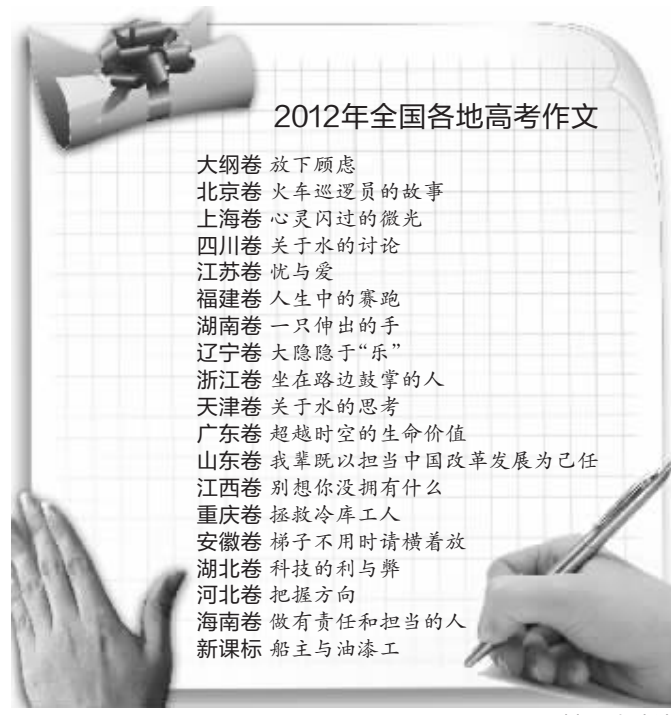 2012年全国各地高考作文
大纲卷 放下顾虑
北京卷 火车巡逻员的故事
上海卷 心灵闪过的微光
四川卷 关于水的讨论
江苏卷 忧与爱
福建卷 人生中的赛跑
湖南卷 一只伸出的手
辽宁卷 大隐隐于“乐”
浙江卷 坐在路边鼓掌的人
天津卷 关于水的思考
广东卷 超越时空的生命价值
山东卷 我辈既以担当中国改革发展为己任
江西卷 别想你没拥有什么
重庆卷 拯救冷库工人
安徽卷 梯子不用时请横着放
湖北卷 科技的利与弊
河北卷 把握方向
海南卷 做有责任和担当的人
新课标 船主与油漆工